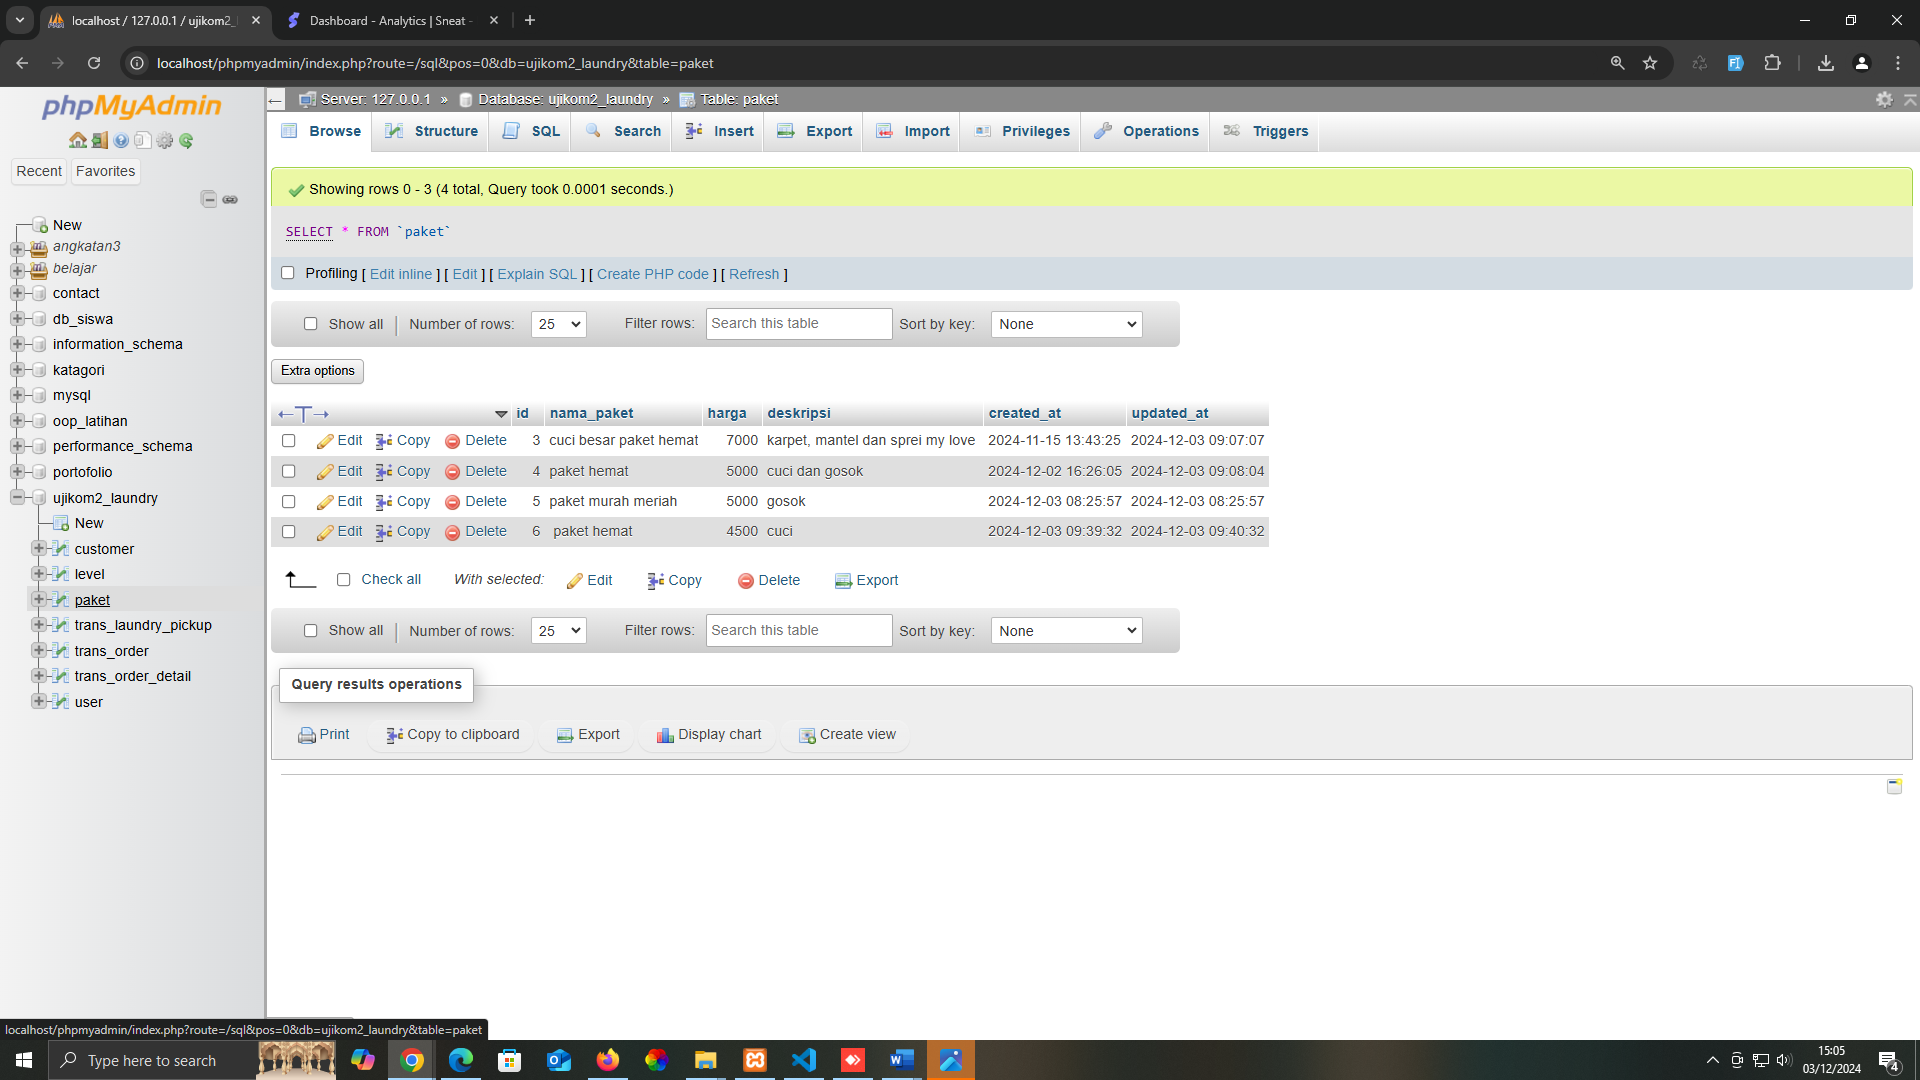 localhost / 127.0.0.1 / ujikom2_
Dashboard - Analytics | Sneat -
localhost/phpmyadmin/index.php?route=/sql&pos=0&db=ujikom2_laundry&table=paket
phpMyAdmin
Recent Favorites
New
angkatan3
belajar
contact
db_siswa
information_schema
katagori
mysql
oop_latihan
performance_schema
portofolio
ujikom2_laundry
New
customer
level
paket
trans_laundry_pickup
trans_order
trans_order_detail
user
Server: 127.0.0.1 » Database: ujikom2_laundry » Table: paket
Browse Structure SQL Search Insert Export Import Privileges Operations Triggers
Showing rows 0 - 3 (4 total, Query took 0.0001 seconds.)
SELECT * FROM `paket`
Profiling [ Edit inline ] [ Edit ] [ Explain SQL ] [ Create PHP code ] [ Refresh ]
Show all | Number of rows: 25 Filter rows: Search this table Sort by key: None
Extra options
←T→ id nama_paket harga deskripsi created_at updated_at
Edit Copy Delete 3 cuci besar paket hemat 7000 karpet, mantel dan sprei my love 2024-11-15 13:43:25 2024-12-03 09:07:07
Edit Copy Delete 4 paket hemat 5000 cuci dan gosok 2024-12-02 16:26:05 2024-12-03 09:08:04
Edit Copy Delete 5 paket murah meriah 5000 gosok 2024-12-03 08:25:57 2024-12-03 08:25:57
Edit Copy Delete 6 paket hemat 4500 cuci 2024-12-03 09:39:32 2024-12-03 09:40:32
Check all With selected: Edit Copy Delete Export
Show all | Number of rows: 25 Filter rows: Search this table Sort by key: None
Query results operations
Print Copy to clipboard Export Display chart Create view
localhost/phpmyadmin/index.php?route=/sql&pos=0&db=ujikom2_laundry&table=paket
Type here to search
15:05
03/12/2024
4